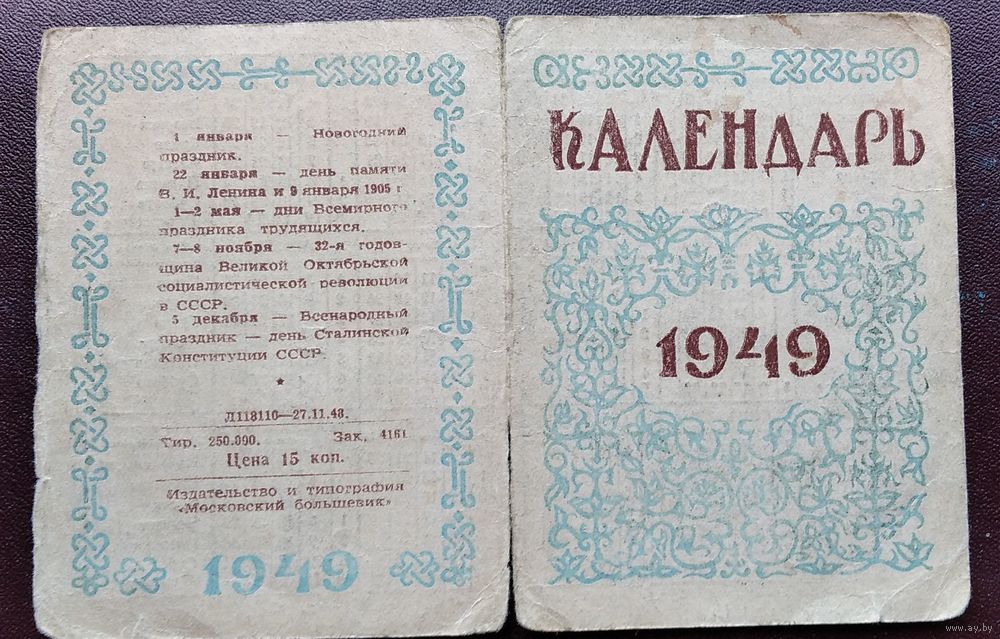 1 января — Новогодний
праздник.
22 января — день памяти
В. И. Ленина и 9 января 1905 г
1—2 мая — дни Всемирного
праздника трудящихся.
7—8 ноября — 32-я годов-
щина Великой Октябрьской
социалистической революции
в СССР.
5 декабря — Всенародный
праздник — день Сталинской
Конституции СССР.
Л118110—27.11.48.
Тир. 250.000. Зак. 4161
Цена 15 коп.
Издательство и типография
«Московский большевик»
1949
КАЛЕНДАРЬ
1949
www.ay.by